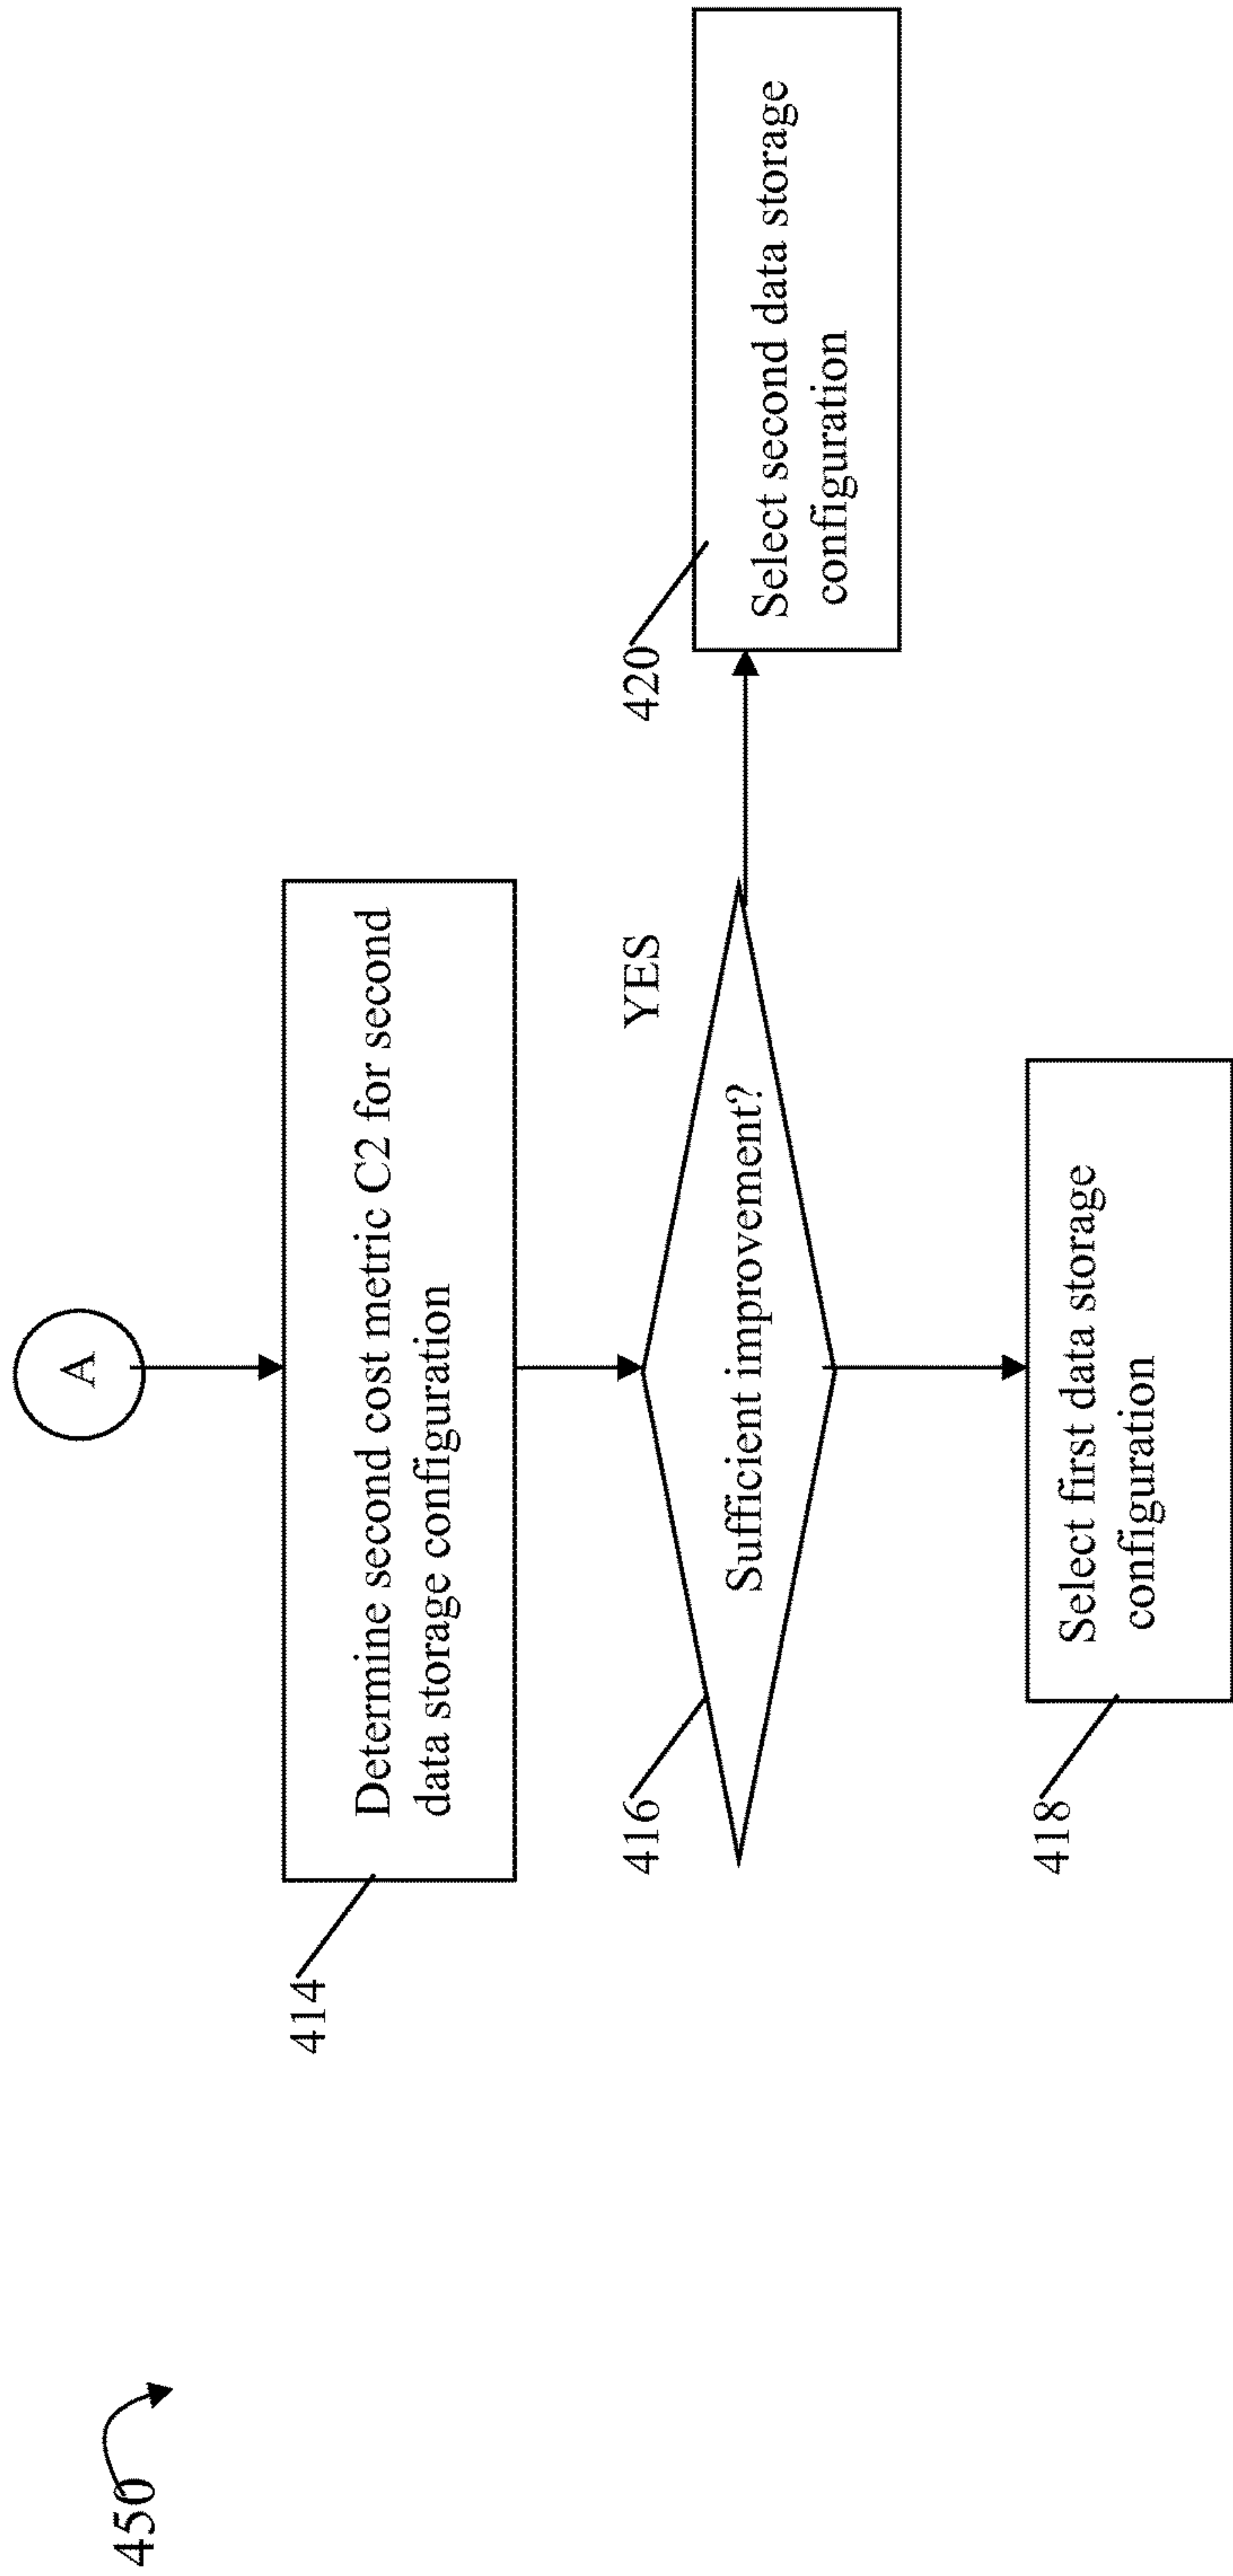 450
A
414
Determine second cost metric C2 for second
data storage configuration
416
Sufficient improvement?
YES
420
Select second data storage
configuration
418
Select first data storage
configuration